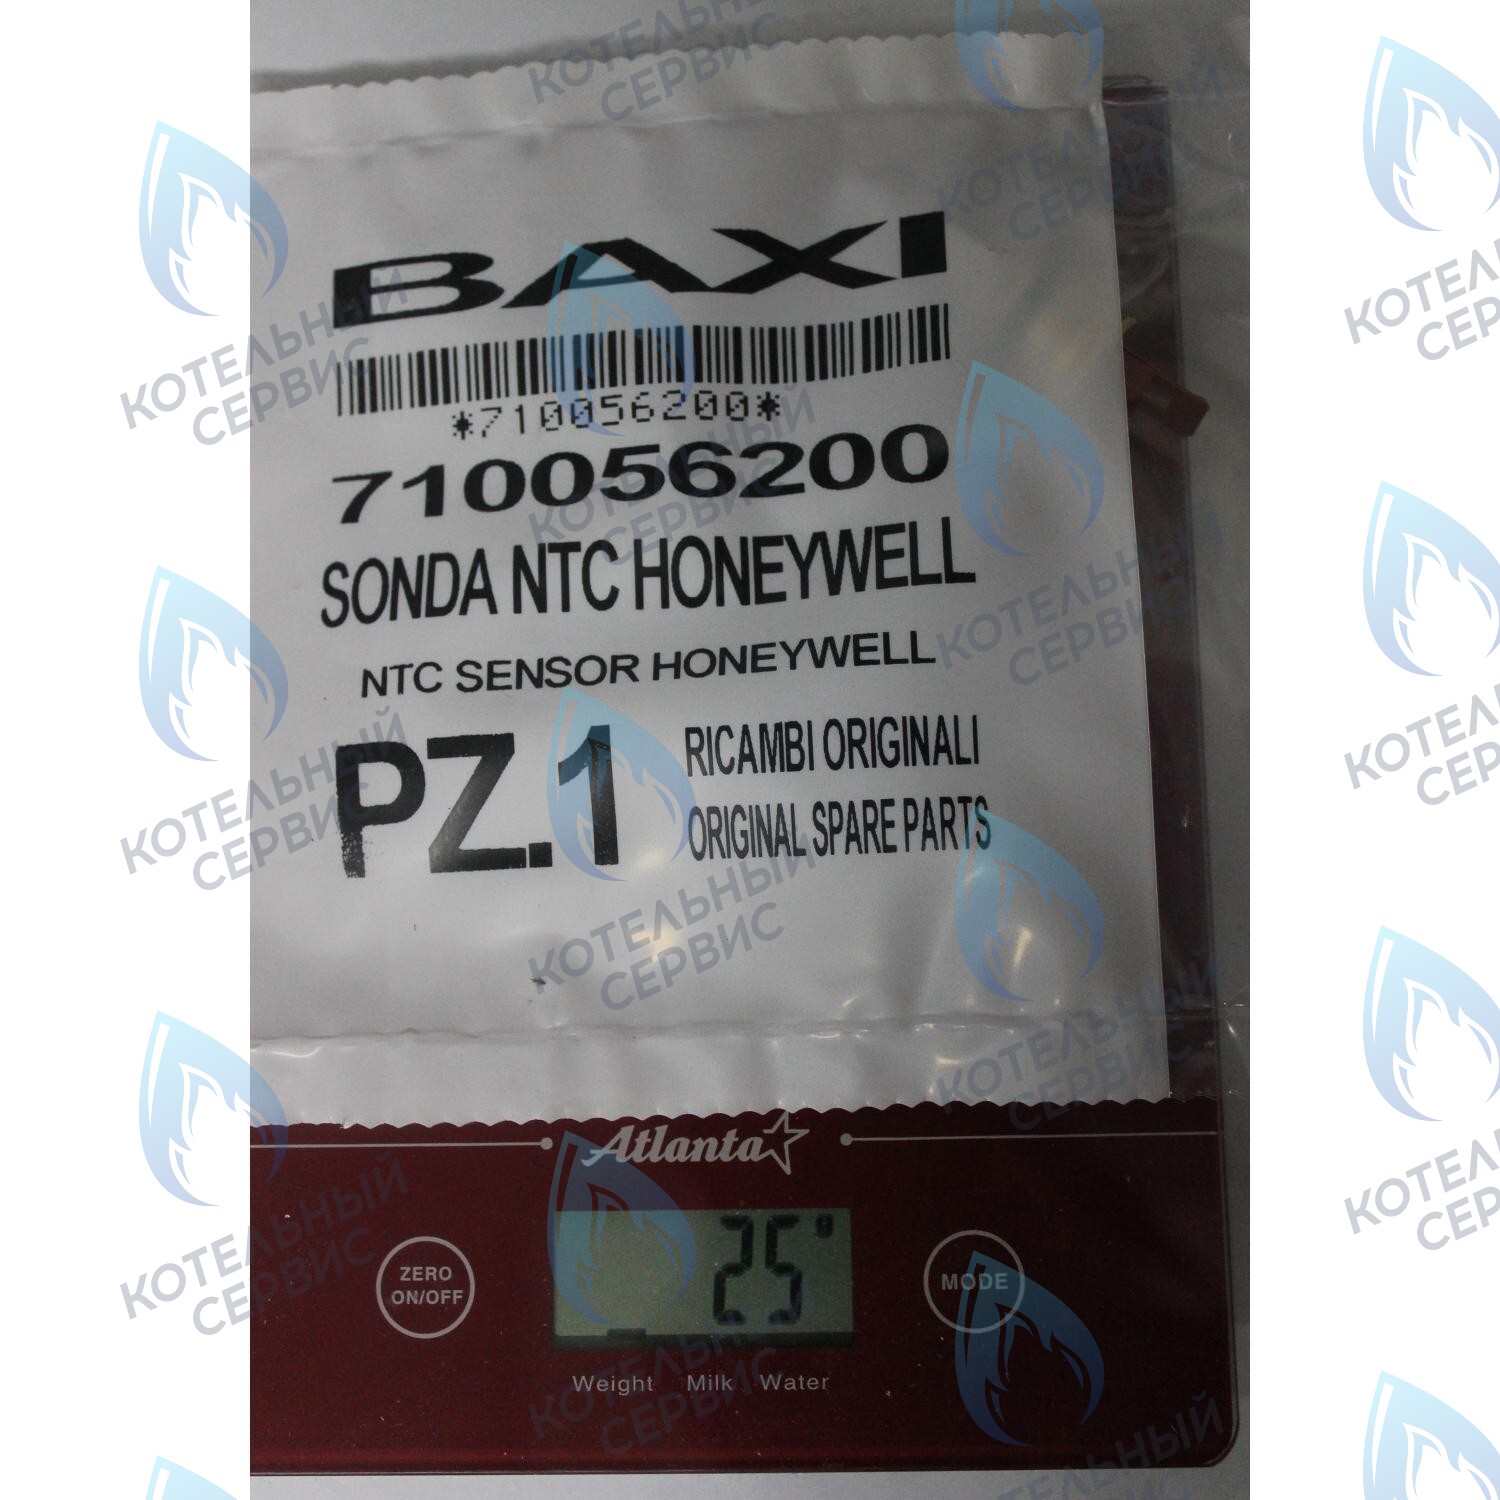 BAXI
*710056200*
710056200
SONDA NTC HONEYWELL
NTC SENSOR HONEYWELL
PZ.1
RICAMBI ORIGINALI
ORIGINAL SPARE PARTS
Atlanta
ZERO
ON/OFF
25g
MODE
Weight Milk Water
КОТЕЛЬНЫЙ
СЕРВИС